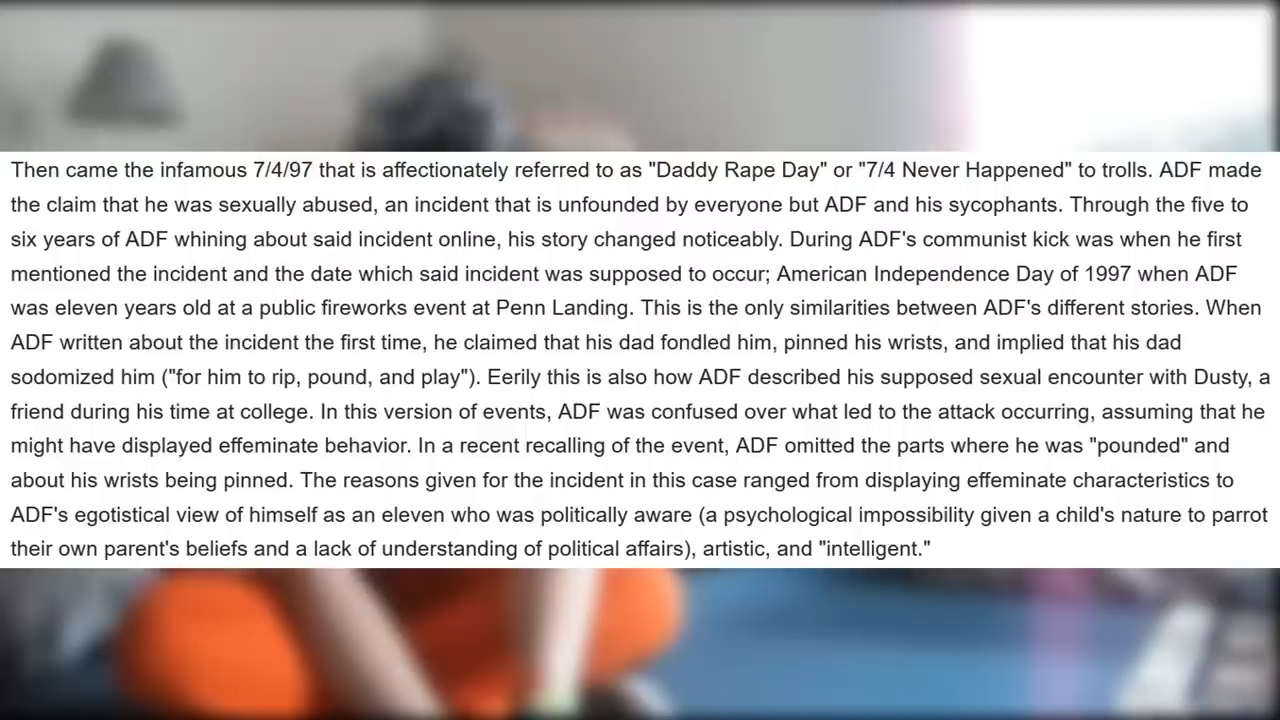 Then came the infamous 7/4/97 that is affectionately referred to as "Daddy Rape Day" or "7/4 Never Happened" to trolls. ADF made
the claim that he was sexually abused, an incident that is unfounded by everyone but ADF and his sycophants. Through the five to
six years of ADF whining about said incident online, his story changed noticeably. During ADF's communist kick was when he first
mentioned the incident and the date which said incident was supposed to occur; American Independence Day of 1997 when ADF
was eleven years old at a public fireworks event at Penn Landing. This is the only similarities between ADF's different stories. When
ADF written about the incident the first time, he claimed that his dad fondled him, pinned his wrists, and implied that his dad
sodomized him ("for him to rip, pound, and play"). Eerily this is also how ADF described his supposed sexual encounter with Dusty, a
friend during his time at college. In this version of events, ADF was confused over what led to the attack occurring, assuming that he
might have displayed effeminate behavior. In a recent recalling of the event, ADF omitted the parts where he was "pounded" and
about his wrists being pinned. The reasons given for the incident in this case ranged from displaying effeminate characteristics to
ADF's egotistical view of himself as an eleven who was politically aware (a psychological impossibility given a child's nature to parrot
their own parent's beliefs and a lack of understanding of political affairs), artistic, and "intelligent."